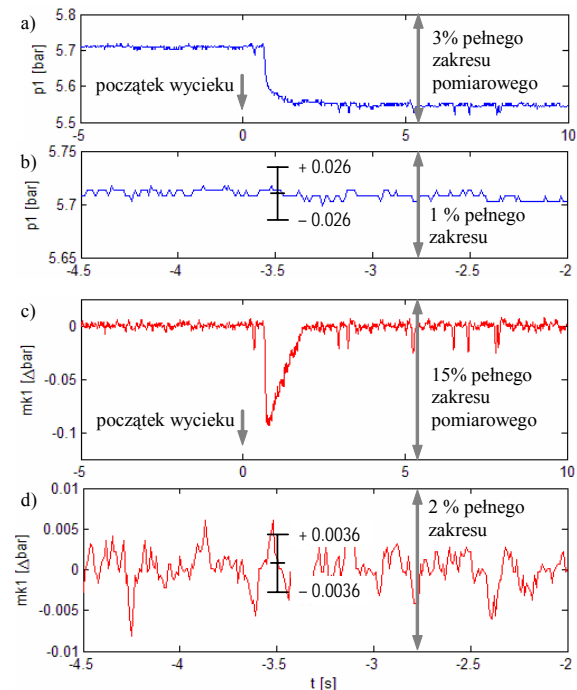 a)
5.8
5.7
5.6
5.5
p1 [bar]
początek wycieku
3% pełnego
zakresu
pomiarowego
-5
0
5
10
b)
5.75
5.7
5.65
p1 [bar]
+ 0.026
– 0.026
1 % pełnego
zakresu
-4.5
-4
-3.5
-3
-2.5
-2
c)
0
-0.05
-0.1
mk1 [Δbar]
początek wycieku
15% pełnego
zakresu
pomiarowego
-5
0
5
10
d)
0.01
0.005
0
-0.005
-0.01
mk1 [Δbar]
+ 0.0036
– 0.0036
2 % pełnego
zakresu
-4.5
-4
-3.5
-3
-2.5
-2
t [s]